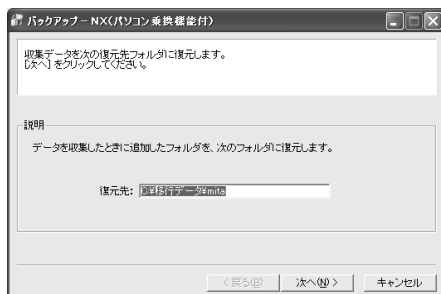 バックアップ-NX(パソコン乗換機能付)
収集データを次の復元先フォルダに復元します。
[次へ]をクリックしてください。
説明
データを収集したときに追加したフォルダを、次のフォルダに復元します。
復元先: C:¥移行データ¥mita
< 戻る(B) 次へ(N) > キャンセル